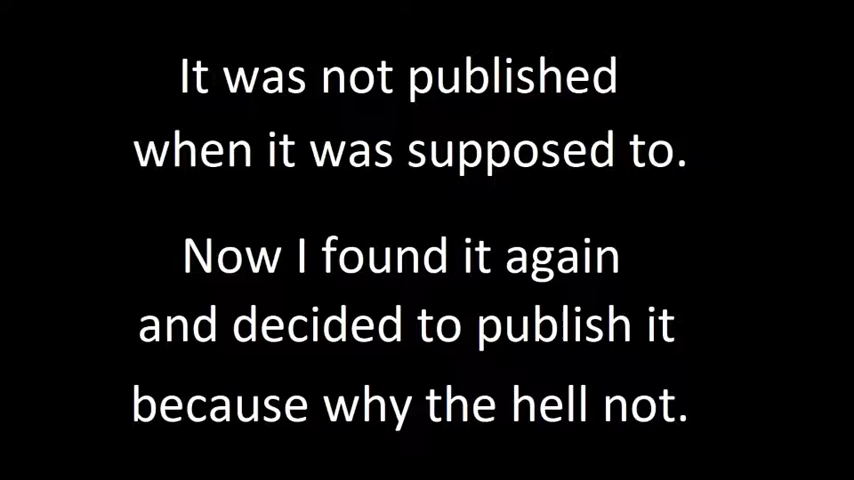 It was not published
when it was supposed to.
Now I found it again
and decided to publish it
because why the hell not.